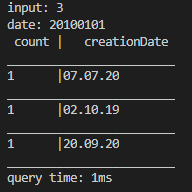 input: 3
date: 20100101
count | creationDate
1 |07.07.20
1 |02.10.19
1 |20.09.20
query time: 1ms